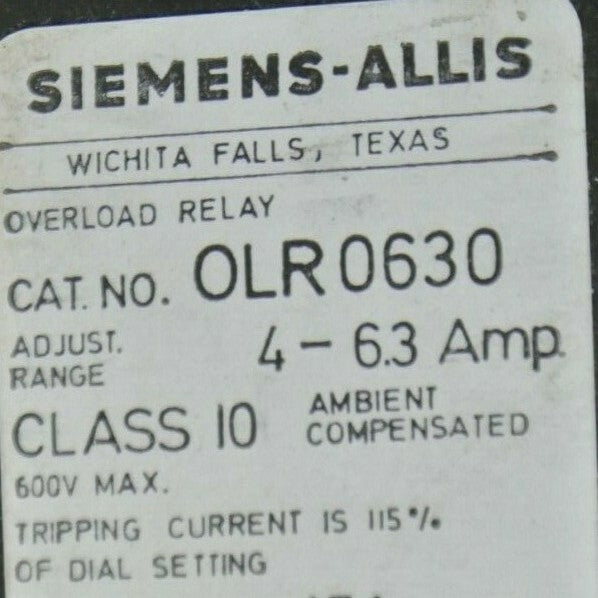 SIEMENS-ALLIS
WICHITA FALLS, TEXAS
OVERLOAD RELAY
CAT. NO. OLR0630
ADJUST. RANGE 4 - 6.3 Amp.
CLASS 10 AMBIENT COMPENSATED
600V MAX.
TRIPPING CURRENT IS 115%
OF DIAL SETTING